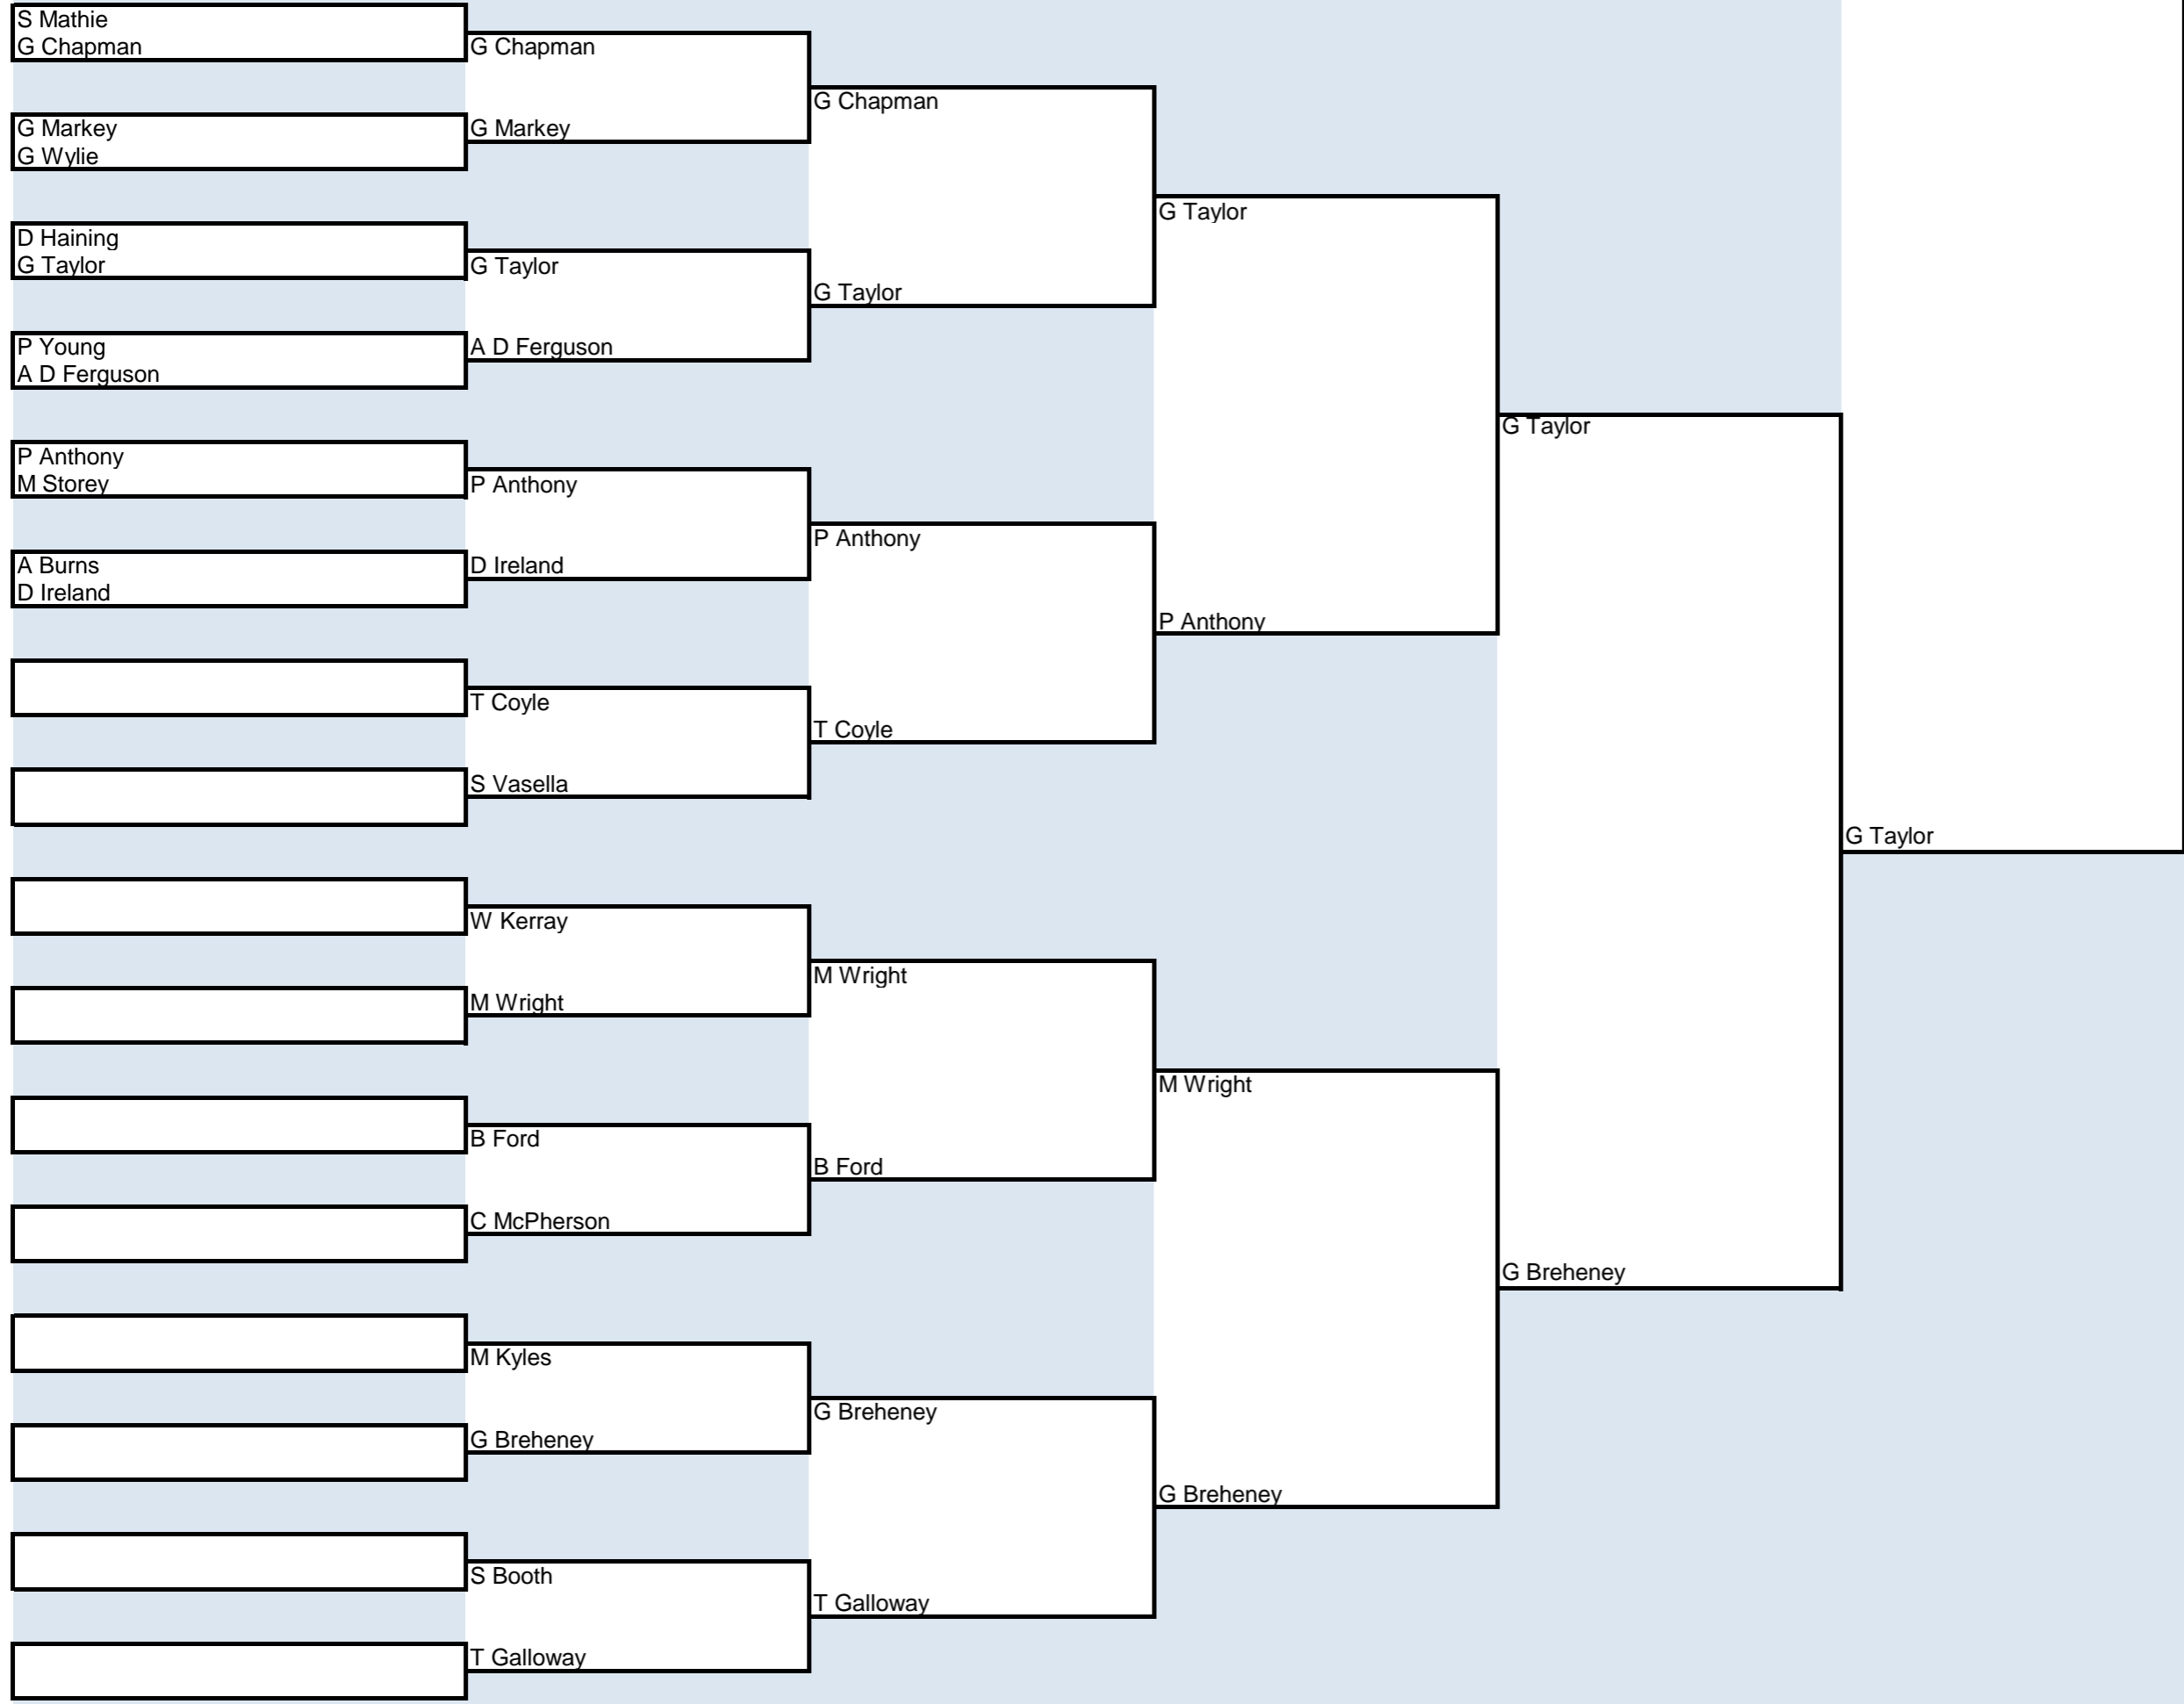 S Mathie
G Chapman
G Markey
G Wylie
D Haining
G Taylor
P Young
A D Ferguson
P Anthony
M Storey
A Burns
D Ireland
G Chapman
G Markey
G Taylor
A D Ferguson
P Anthony
D Ireland
T Coyle
S Vasella
W Kerray
M Wright
B Ford
C McPherson
M Kyles
G Breheney
S Booth
T Galloway
G Chapman
G Taylor
P Anthony
T Coyle
M Wright
B Ford
G Breheney
T Galloway
G Taylor
P Anthony
M Wright
G Breheney
G Taylor
G Breheney
G Taylor